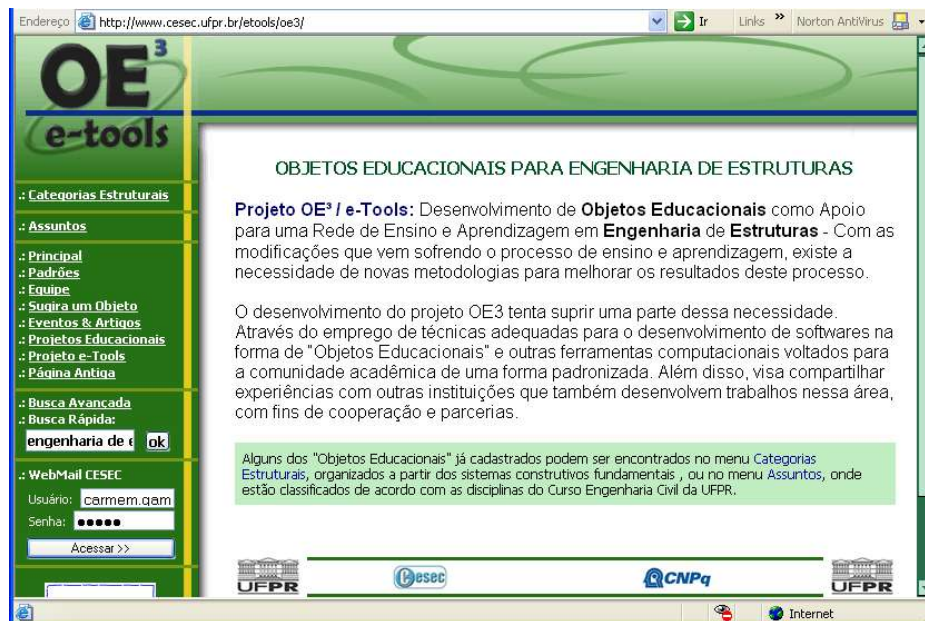 Endereço http://www.cesec.ufpr.br/etools/oe3/ Ir Links » Norton AntiVirus
OE³
e-tools
.: Categorias Estruturais
.: Assuntos
.: Principal
.: Padrões
.: Equipe
.: Sugira um Objeto
.: Eventos & Artigos
.: Projetos Educacionais
.: Projeto e-Tools
.: Página Antiga
.: Busca Avançada
.: Busca Rápida:
engenharia de e ok
.: WebMail CESEC
Usuário: carmem.gam
Senha: ●●●●●
Acessar >>
OBJETOS EDUCACIONAIS PARA ENGENHARIA DE ESTRUTURAS
Projeto OE³ / e-Tools: Desenvolvimento de Objetos Educacionais como Apoio
para uma Rede de Ensino e Aprendizagem em Engenharia de Estruturas - Com as
modificações que vem sofrendo o processo de ensino e aprendizagem, existe a
necessidade de novas metodologias para melhorar os resultados deste processo.
O desenvolvimento do projeto OE3 tenta suprir uma parte dessa necessidade.
Através do emprego de técnicas adequadas para o desenvolvimento de softwares na
forma de "Objetos Educacionais" e outras ferramentas computacionais voltados para
a comunidade acadêmica de uma forma padronizada. Além disso, visa compartilhar
experiências com outras instituições que também desenvolvem trabalhos nessa área,
com fins de cooperação e parcerias.
Alguns dos "Objetos Educacionais" já cadastrados podem ser encontrados no menu Categorias
Estruturais, organizados a partir dos sistemas construtivos fundamentais , ou no menu Assuntos, onde
estão classificados de acordo com as disciplinas do Curso Engenharia Civil da UFPR.
UFPR Cesec CNPq UFPR
Internet